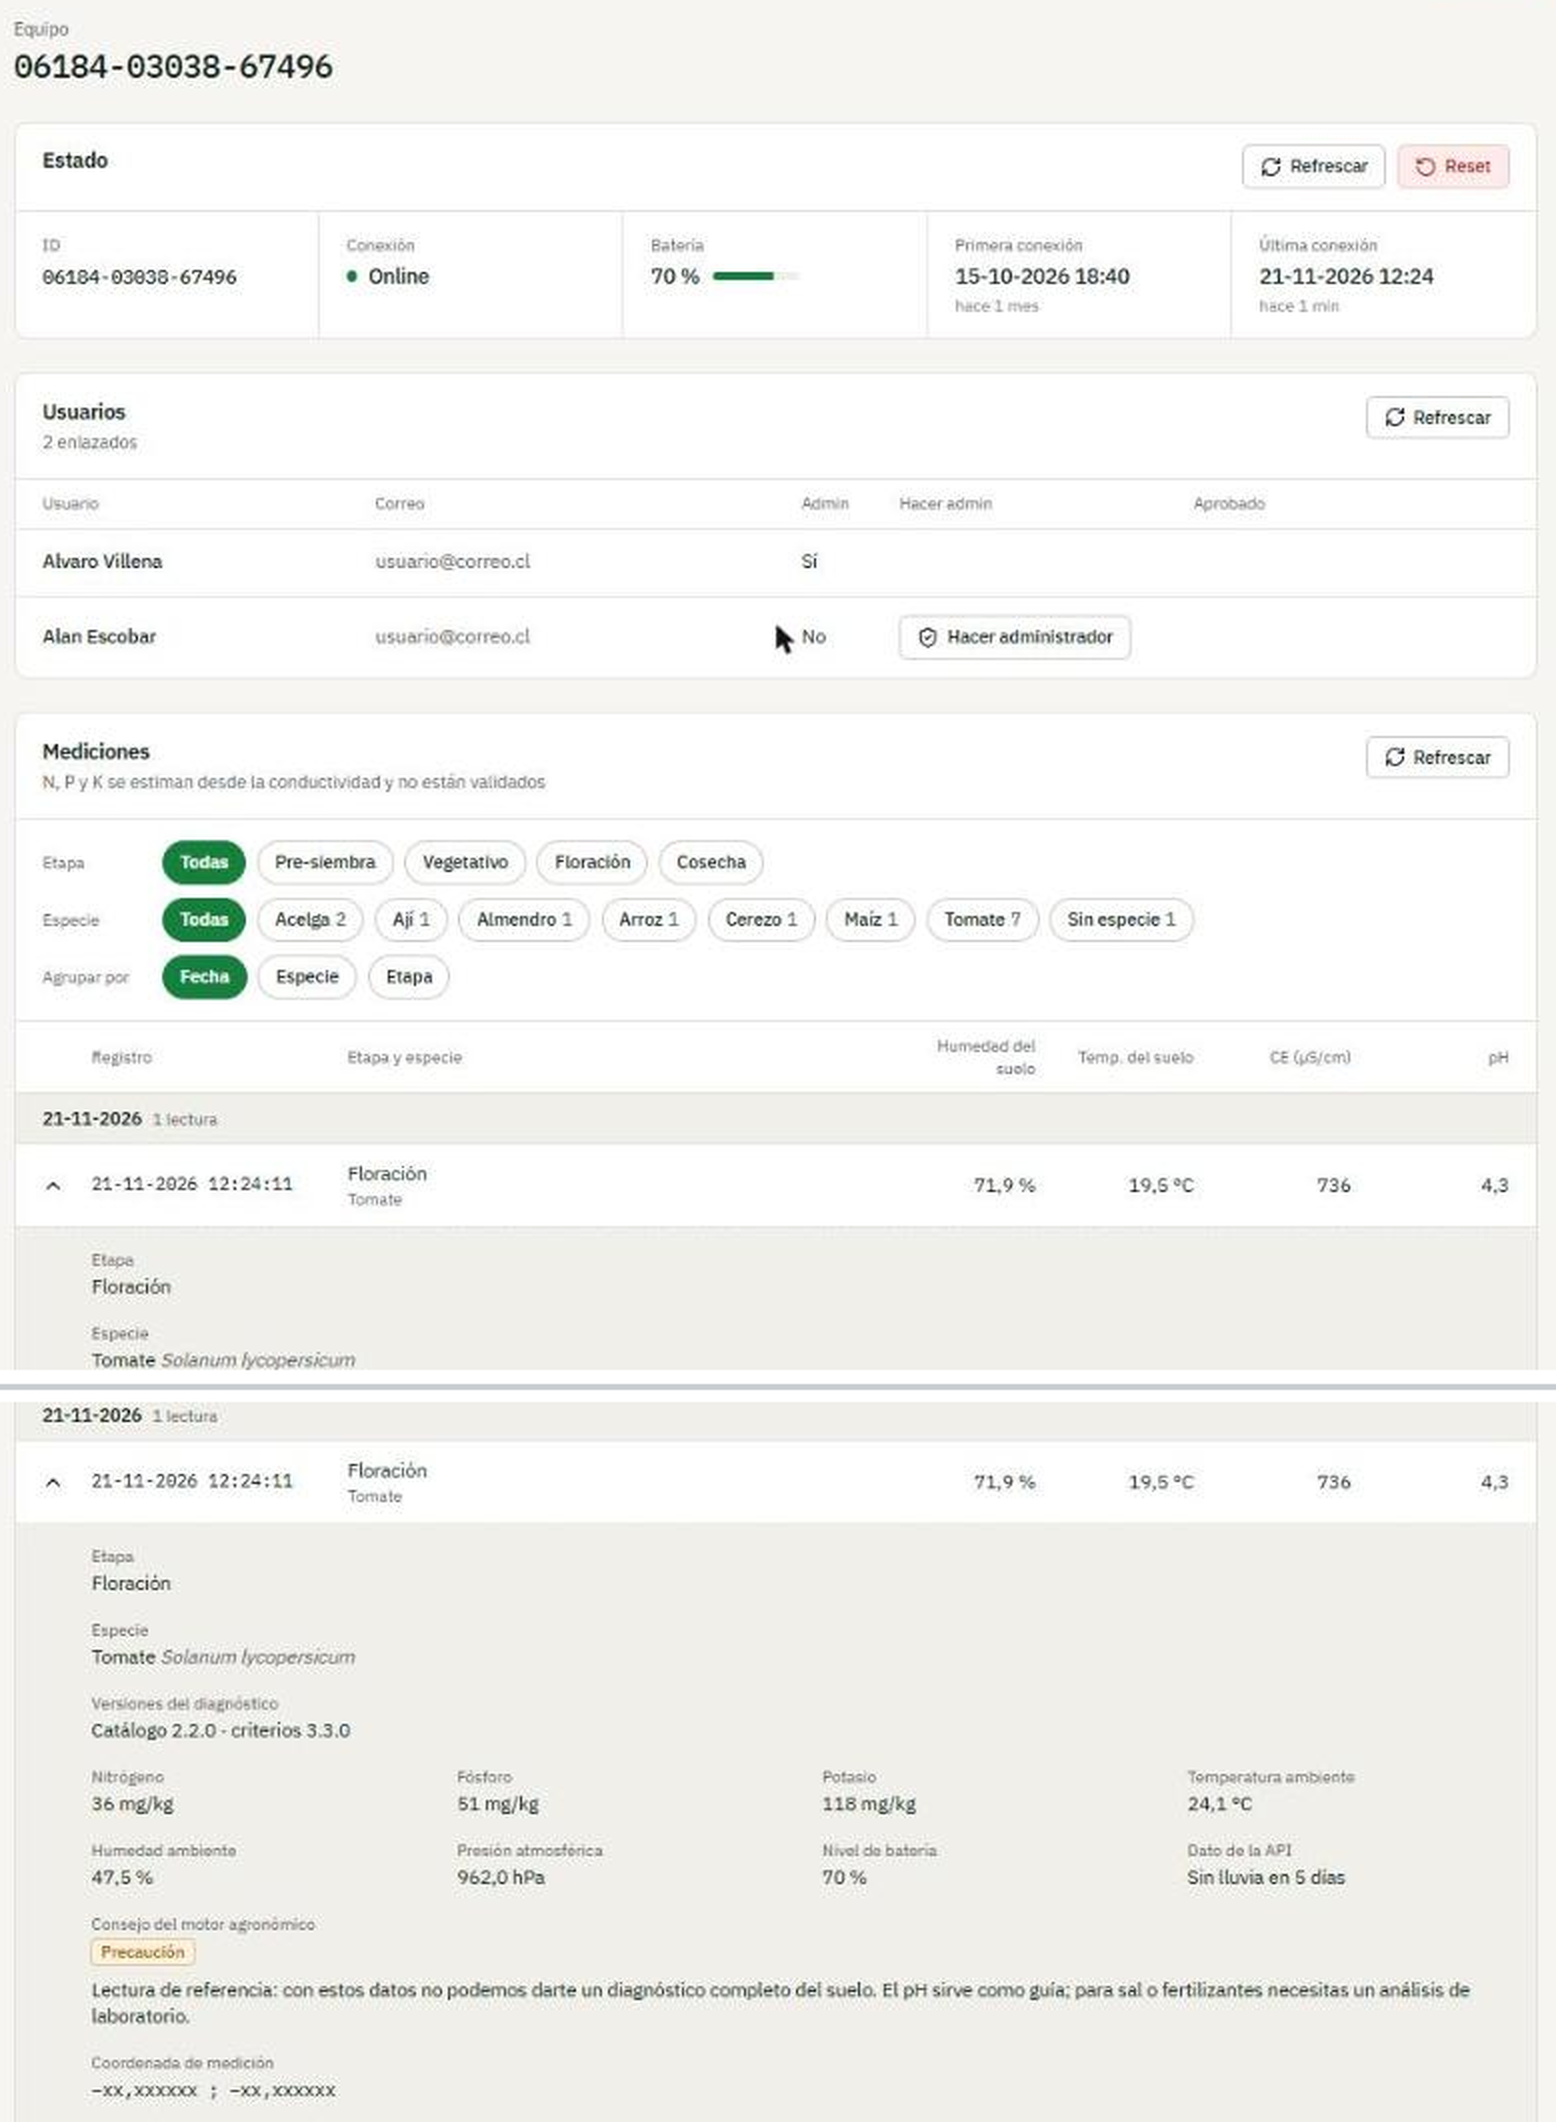 Equipo
06184-03038-67496
Estado
Refrescar
Reset
ID
Conexión
Batería
Primera conexión
Última conexión
06184-03038-67496
Online
70 %
15-10-2026 18:40
21-11-2026 12:24
hace 1 mes
hace 1 min
Usuarios
Refrescar
2 enlazados
Usuario
Correo
Admin
Hacer admin
Aprobado
Alvaro Villena
usuario@correo.cl
Sí
Alan Escobar
usuario@correo.cl
No
Hacer administrador
Mediciones
Refrescar
N, P y K se estiman desde la conductividad y no están validados
Etapa
Todas
Pre-siembra
Vegetativo
Floración
Cosecha
Especie
Todas
Acelga 2
Ají 1
Almendro 1
Arroz 1
Cerezo 1
Maíz 1
Tomate 7
Sin especie 1
Agrupar por
Fecha
Especie
Etapa
Registro
Etapa y especie
Humedad del
suelo
Temp. del suelo
CE (µS/cm)
pH
21-11-2026 1 lectura
21-11-2026 12:24:11
Floración
Tomate
71,9 %
19,5 °C
736
4,3
Etapa
Floración
Especie
Tomate Solanum lycopersicum
21-11-2026 1 lectura
21-11-2026 12:24:11
Floración
Tomate
71,9 %
19,5 °C
736
4,3
Etapa
Floración
Especie
Tomate Solanum lycopersicum
Versiones del diagnóstico
Catálogo 2.2.0 - criterios 3.3.0
Nitrógeno
Fósforo
Potasio
Temperatura ambiente
36 mg/kg
51 mg/kg
118 mg/kg
24,1 °C
Humedad ambiente
Presión atmosférica
Nivel de batería
Dato de la API
47,5 %
962,0 hPa
70 %
Sin lluvia en 5 días
Consejo del motor agronómico
Precaución
Lectura de referencia: con estos datos no podemos darte un diagnóstico completo del suelo. El pH sirve como guía; para sal o fertilizantes necesitas un análisis de
laboratorio.
Coordenada de medición
-xx,xxxxxx ; -xx,xxxxxx